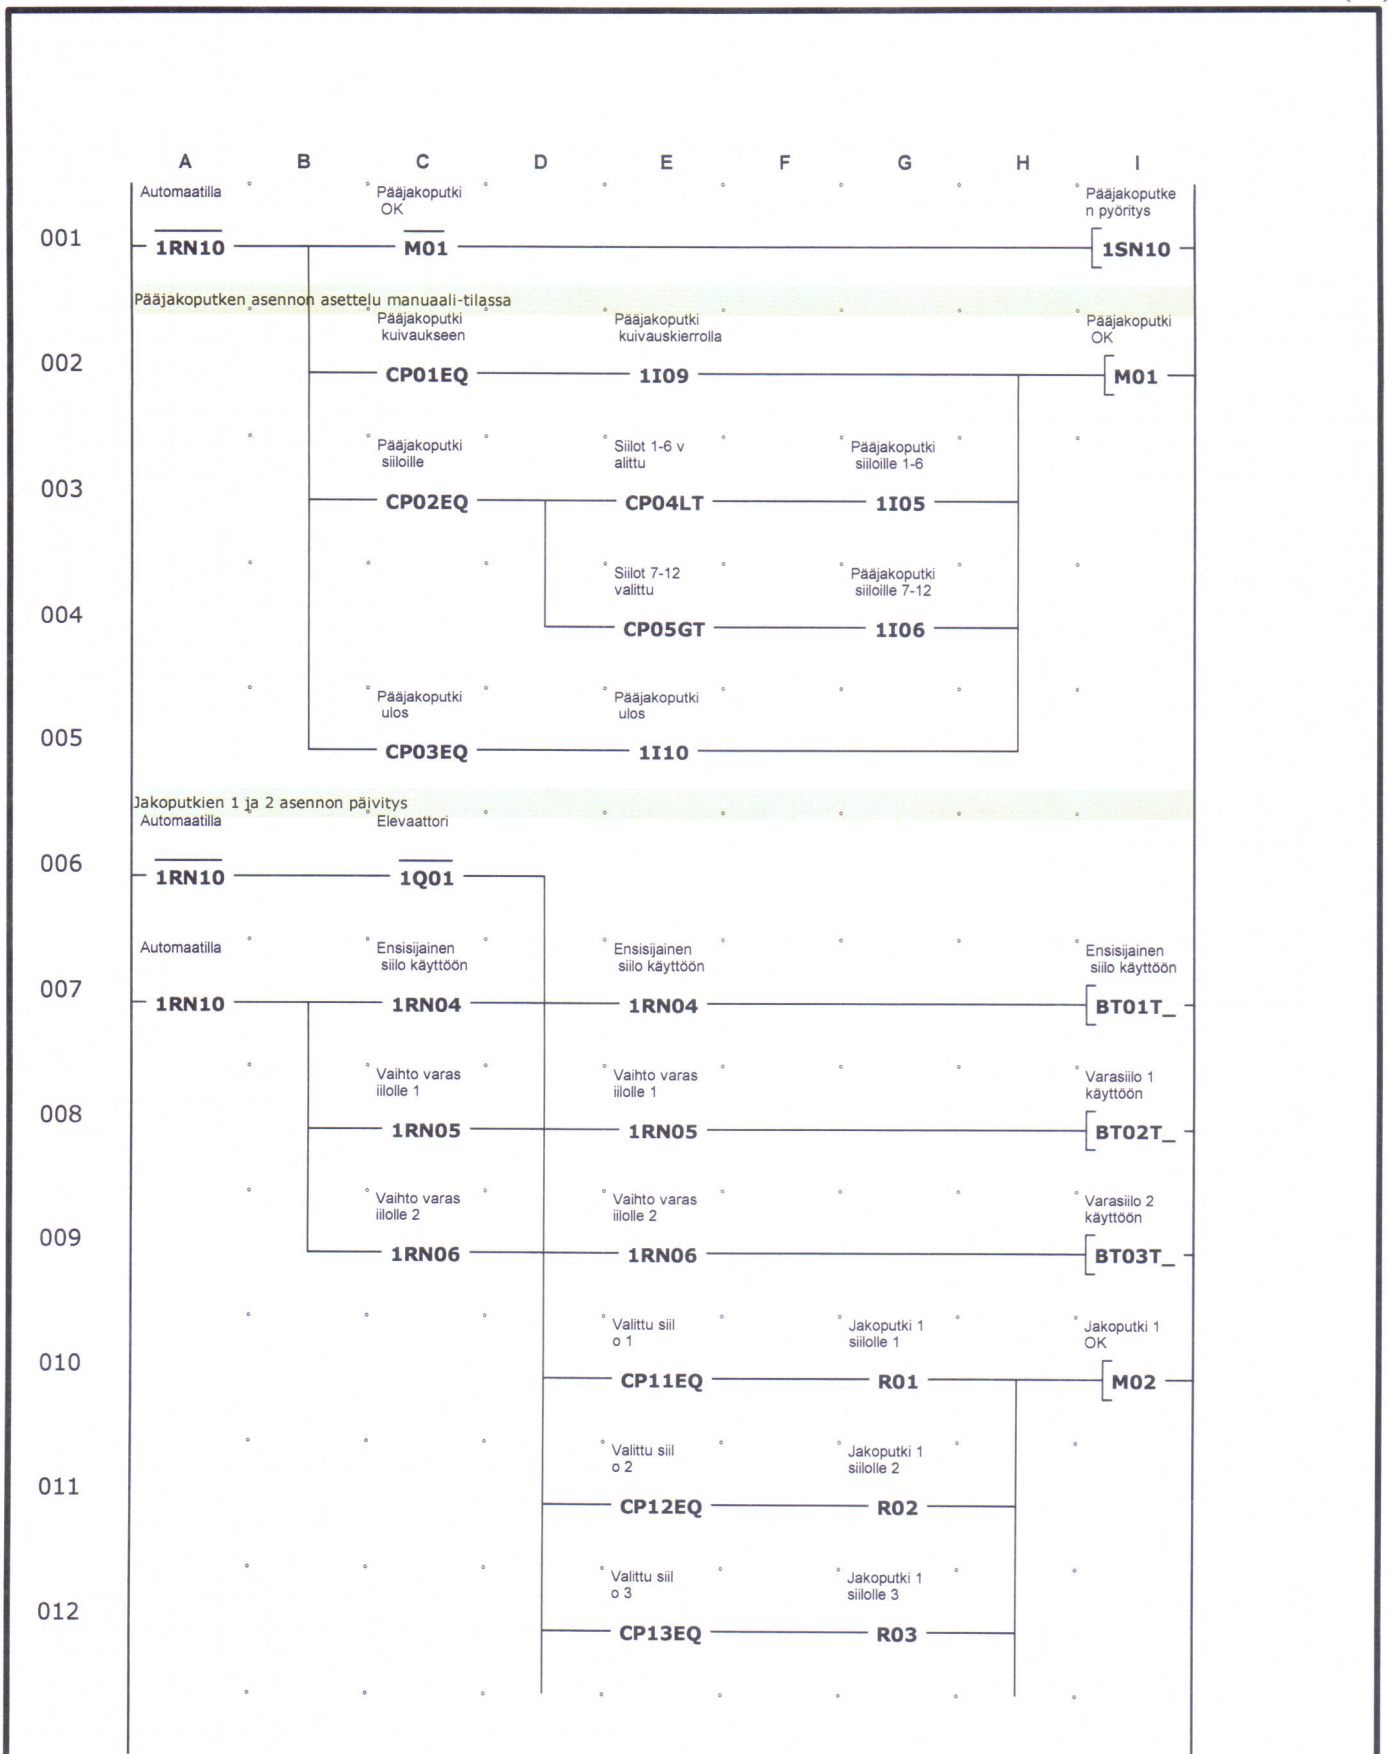 A B C D E F G H I
Automaatilla Pääjakoputki Pääjakoputke
OK n pyöritys
001 1RN10 M01 1SN10
Pääjakoputken asennon asettelu manuaali-tilassa
Pääjakoputki Pääjakoputki Pääjakoputki
kuivaukseen kuivauskierrolla OK
002 CP01EQ 1I09 M01
Pääjakoputki Siilot 1-6 v Pääjakoputki
siiloille alittu siiloille 1-6
003 CP02EQ CP04LT 1I05
Siilot 7-12 Pääjakoputki
valittu siiloille 7-12
004 CP05GT 1I06
Pääjakoputki Pääjakoputki
ulos ulos
005 CP03EQ 1I10
Jakoputkien 1 ja 2 asennon päivitys
Automaatilla Elevaattori
006 1RN10 1Q01
Automaatilla Ensisijainen Ensisijainen Ensisijainen
siilo käyttöön siilo käyttöön siilo käyttöön
007 1RN10 1RN04 1RN04 BT01T_
Vaihto varas Vaihto varas Varasiilo 1
iilolle 1 iilolle 1 käyttöön
008 1RN05 1RN05 BT02T_
Vaihto varas Vaihto varas Varasiilo 2
iilolle 2 iilolle 2 käyttöön
009 1RN06 1RN06 BT03T_
Valittu siil Jakoputki 1 Jakoputki 1
o 1 siilolle 1 OK
010 CP11EQ R01 M02
Valittu siil Jakoputki 1
o 2 siilolle 2
011 CP12EQ R02
Valittu siil Jakoputki 1
o 3 siilolle 3
012 CP13EQ R03